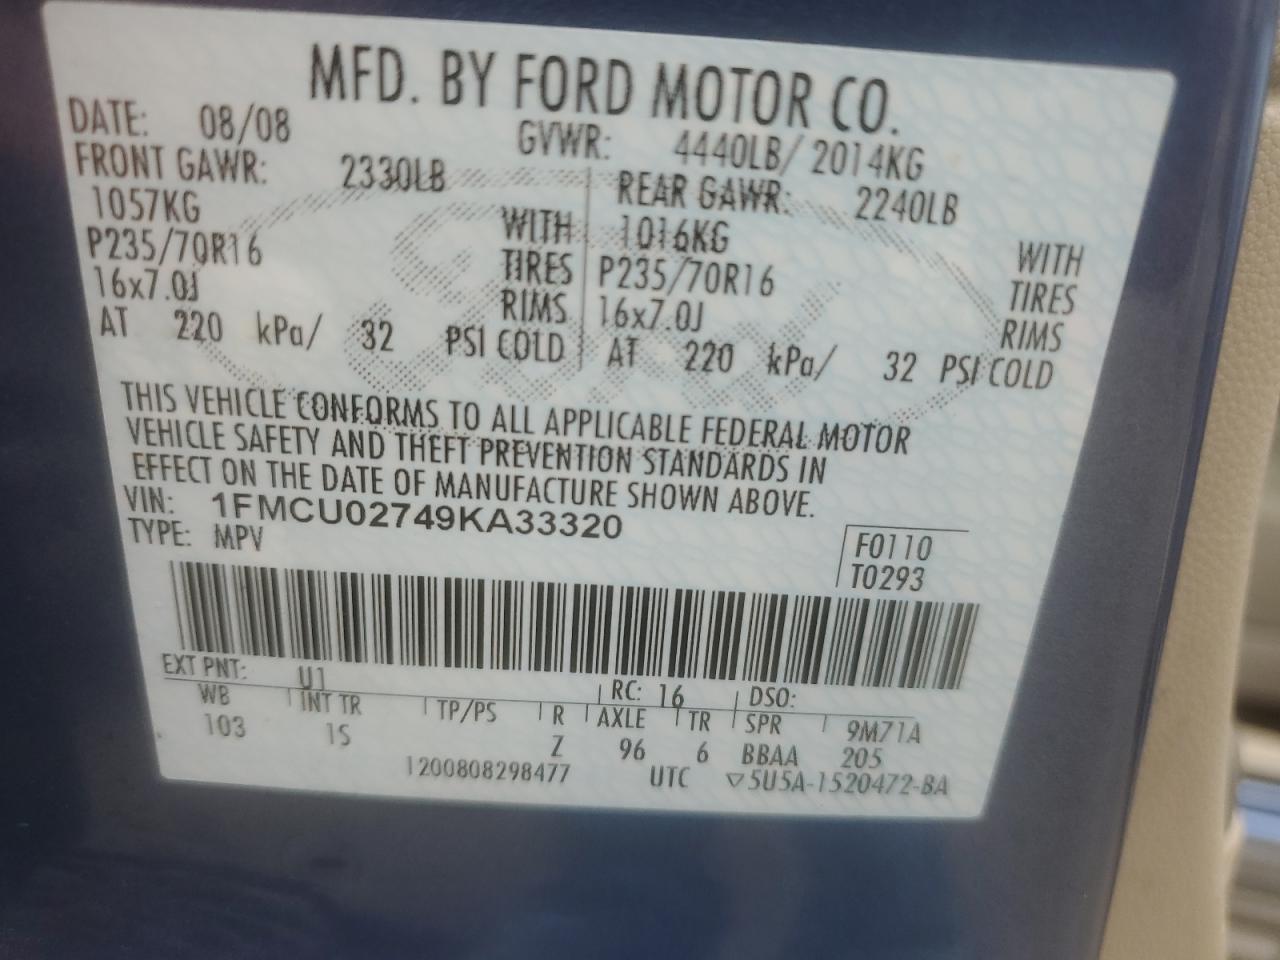 MFD. BY FORD MOTOR CO.
DATE: 08/08 GVWR: 4440LB/ 2014KG
FRONT GAWR: 2330LB REAR GAWR: 2240LB
1057KG WITH 1016KG WITH
P235/70R16 TIRES P235/70R16 TIRES
16x7.0J RIMS 16x7.0J RIMS
AT 220 kPa/ 32 PSI COLD AT 220 kPa/ 32 PSI COLD
THIS VEHICLE CONFORMS TO ALL APPLICABLE FEDERAL MOTOR
VEHICLE SAFETY AND THEFT PREVENTION STANDARDS IN
EFFECT ON THE DATE OF MANUFACTURE SHOWN ABOVE.
VIN: 1FMCU02749KA33320
TYPE: MPV
F0110
T0293
EXT PNT: U1 RC: 16 DSO:
WB INT TR TP/PS R AXLE TR SPR 9M71A
103 IS Z 96 6 BBAA 205
1200808298477 UTC ▽5U5A-1520472-BA